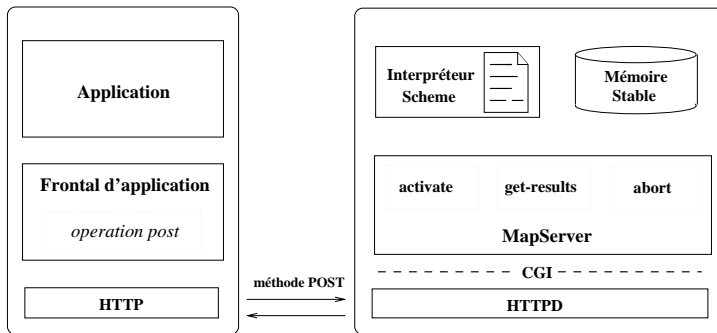 Application
Frontal d'application
operation post
HTTP
méthode POST
Interpréteur
Scheme
Mémoire
Stable
activate get-results abort
MapServer
CGI
HTTPD